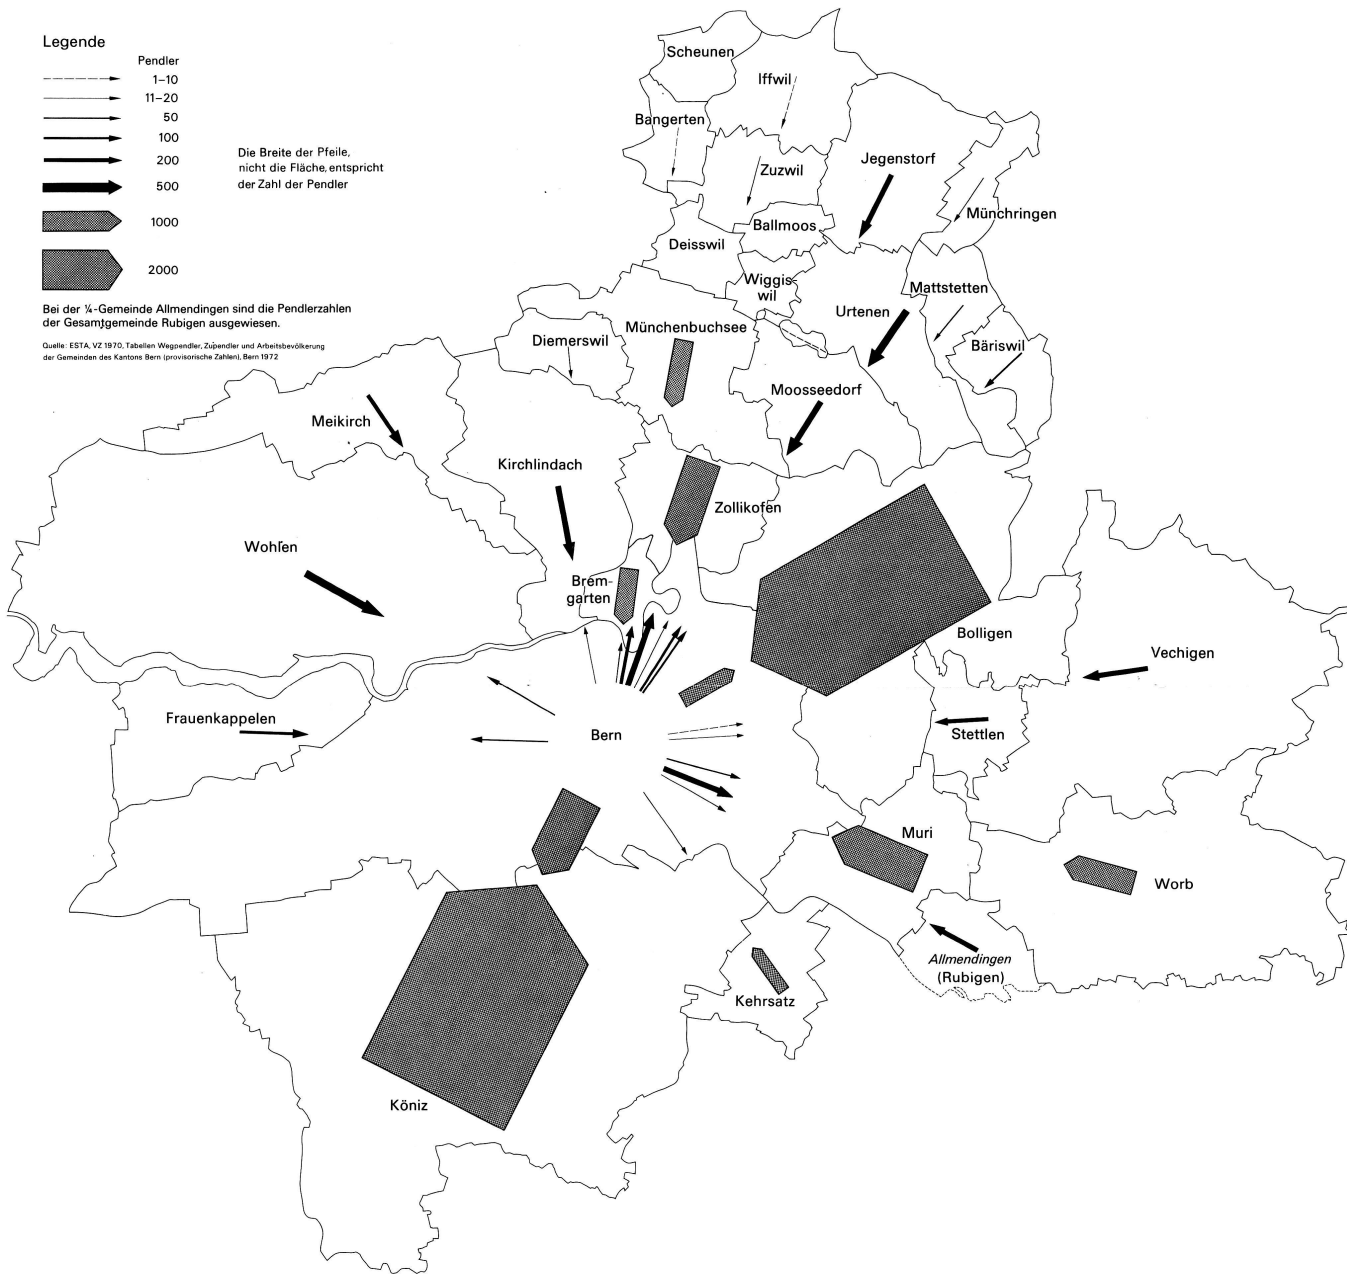 Legende
Pendler
1–10
11–20
50
100
200
500
1000
2000
Die Breite der Pfeile,
nicht die Fläche, entspricht
der Zahl der Pendler
Bei der ¼-Gemeinde Allmendingen sind die Pendlerzahlen
der Gesamtgemeinde Rubigen ausgewiesen.
Quelle: ESTA, VZ 1970, Tabellen Wegpendler, Zupendler und Arbeitsbevölkerung
der Gemeinden des Kantons Bern (provisorische Zahlen), Bern 1972
Scheunen
Iffwil
Bangerten
Zuzwil
Jegenstorf
Münchringen
Ballmoos
Deisswil
Wiggis-
wil
Mattstetten
Urtenen
Münchenbuchsee
Diemerswil
Bäriswil
Moosseedorf
Meikirch
Kirchlindach
Zollikofen
Wohlen
Brem-
garten
Bolligen
Vechigen
Frauenkappelen
Bern
Stettlen
Muri
Worb
Allmendingen
(Rubigen)
Kehrsatz
Köniz